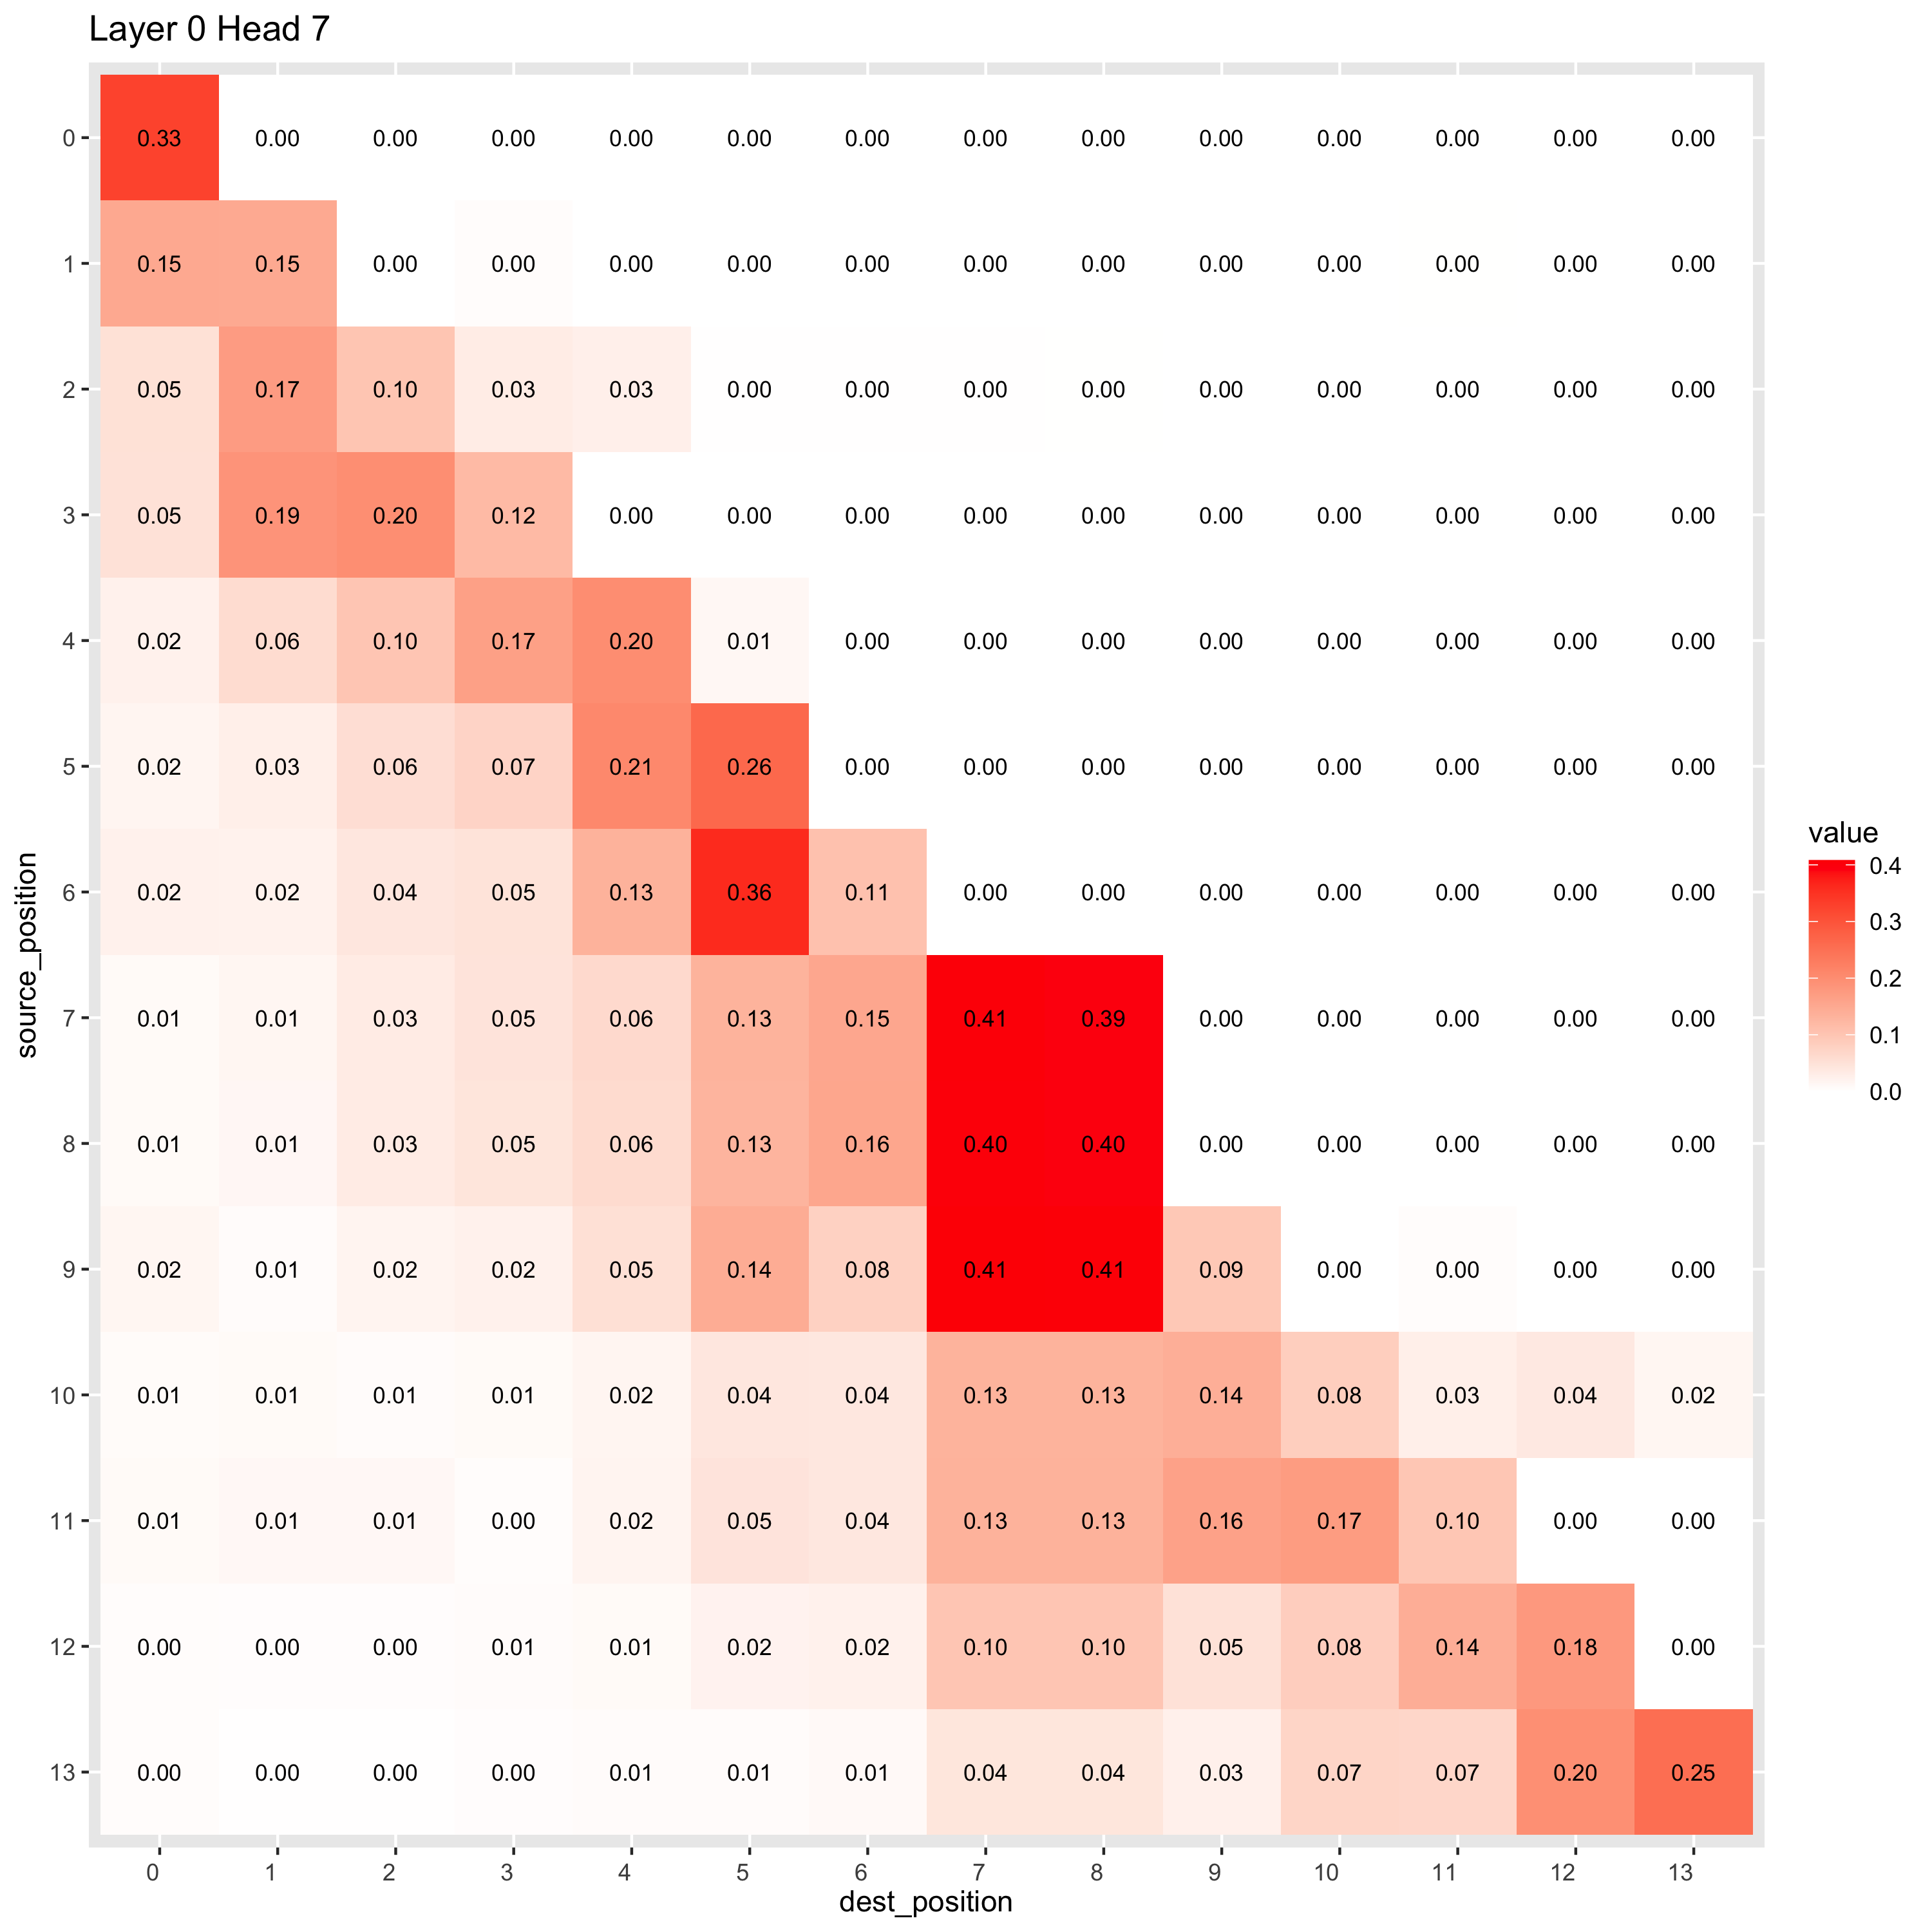 Layer 0 Head 7
0 0.33 0.00 0.00 0.00 0.00 0.00 0.00 0.00 0.00 0.00 0.00 0.00 0.00 0.00
1 0.15 0.15 0.00 0.00 0.00 0.00 0.00 0.00 0.00 0.00 0.00 0.00 0.00 0.00
2 0.05 0.17 0.10 0.03 0.03 0.00 0.00 0.00 0.00 0.00 0.00 0.00 0.00 0.00
3 0.05 0.19 0.20 0.12 0.00 0.00 0.00 0.00 0.00 0.00 0.00 0.00 0.00 0.00
4 0.02 0.06 0.10 0.17 0.20 0.01 0.00 0.00 0.00 0.00 0.00 0.00 0.00 0.00
5 0.02 0.03 0.06 0.07 0.21 0.26 0.00 0.00 0.00 0.00 0.00 0.00 0.00 0.00
6 0.02 0.02 0.04 0.05 0.13 0.36 0.11 0.00 0.00 0.00 0.00 0.00 0.00 0.00
7 0.01 0.01 0.03 0.05 0.06 0.13 0.15 0.41 0.39 0.00 0.00 0.00 0.00 0.00
8 0.01 0.01 0.03 0.05 0.06 0.13 0.16 0.40 0.40 0.00 0.00 0.00 0.00 0.00
9 0.02 0.01 0.02 0.02 0.05 0.14 0.08 0.41 0.41 0.09 0.00 0.00 0.00 0.00
10 0.01 0.01 0.01 0.01 0.02 0.04 0.04 0.13 0.13 0.14 0.08 0.03 0.04 0.02
11 0.01 0.01 0.01 0.00 0.02 0.05 0.04 0.13 0.13 0.16 0.17 0.10 0.00 0.00
12 0.00 0.00 0.00 0.01 0.01 0.02 0.02 0.10 0.10 0.05 0.08 0.14 0.18 0.00
13 0.00 0.00 0.00 0.00 0.01 0.01 0.01 0.04 0.04 0.03 0.07 0.07 0.20 0.25
0 1 2 3 4 5 6 7 8 9 10 11 12 13
dest_position
source_position
value
0.4
0.3
0.2
0.1
0.0